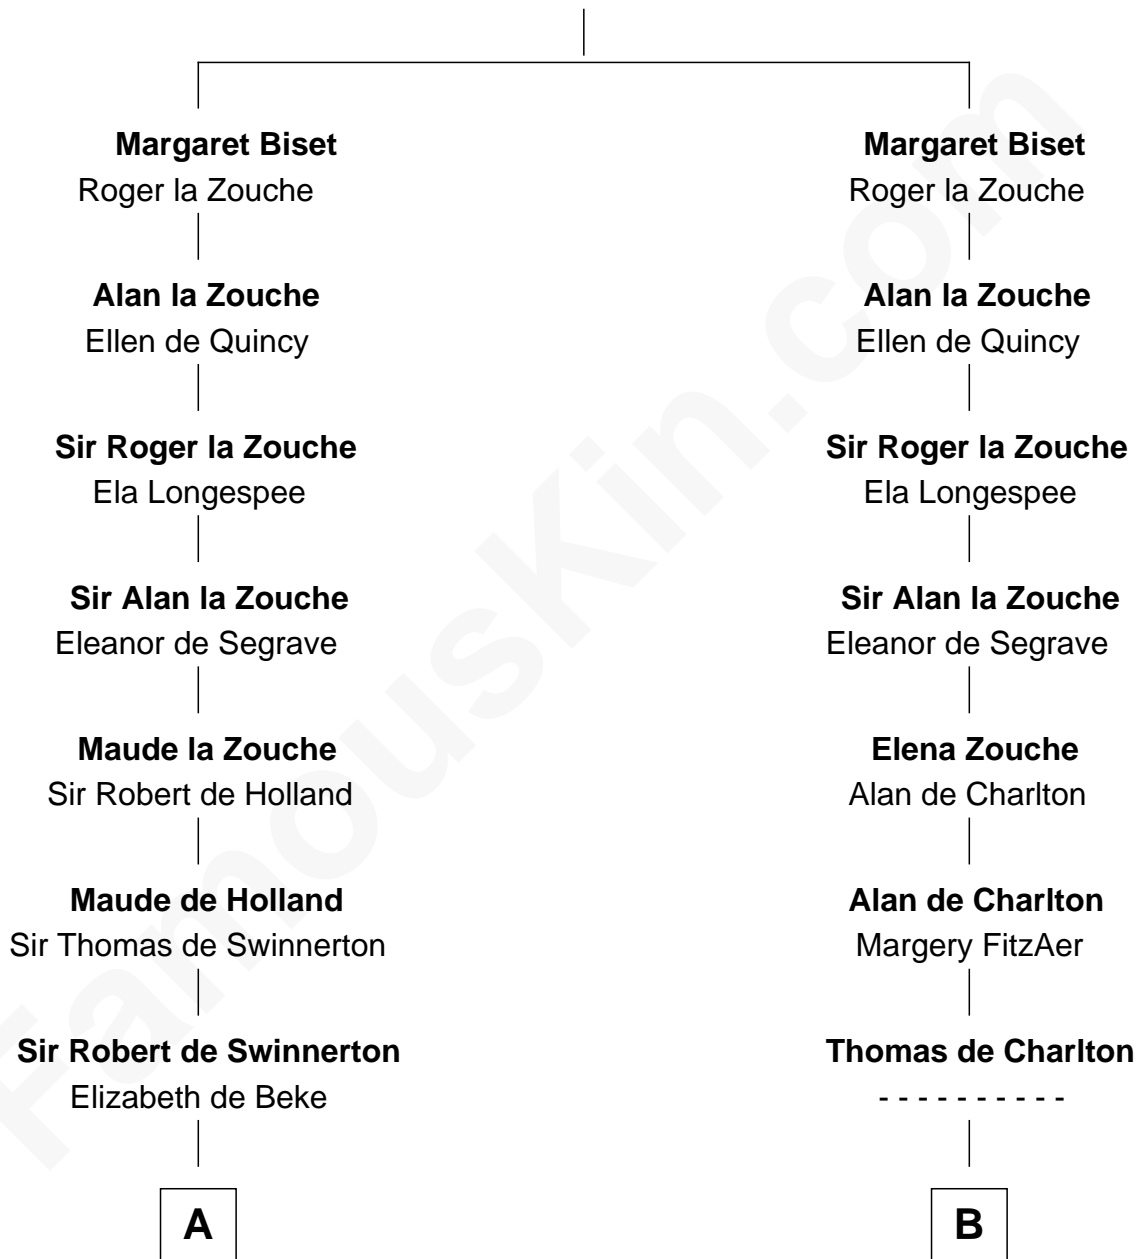 Margaret Biset
Roger la Zouche
Alan la Zouche
Ellen de Quincy
Sir Roger la Zouche
Ela Longespee
Sir Alan la Zouche
Eleanor de Segrave
Maude la Zouche
Sir Robert de Holland
Maude de Holland
Sir Thomas de Swinnerton
Sir Robert de Swinnerton
Elizabeth de Beke
A
Margaret Biset
Roger la Zouche
Alan la Zouche
Ellen de Quincy
Sir Roger la Zouche
Ela Longespee
Sir Alan la Zouche
Eleanor de Segrave
Elena Zouche
Alan de Charlton
Alan de Charlton
Margery FitzAer
Thomas de Charlton
- - - - - - - - - -
B
FamousKin.com